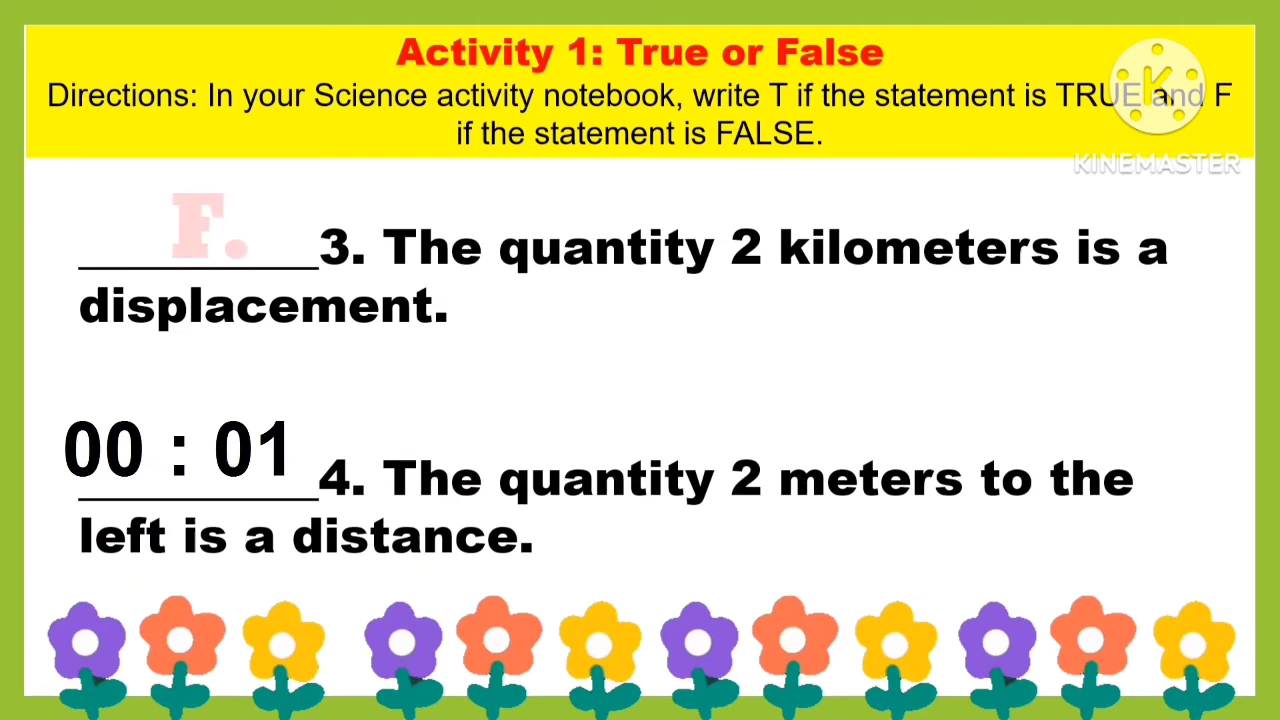 Activity 1: True or False
Directions: In your Science activity notebook, write T if the statement is TRUE and F
if the statement is FALSE.
K
KINEMASTER
F.
__________3. The quantity 2 kilometers is a
displacement.
00 : 01
__________4. The quantity 2 meters to the
left is a distance.